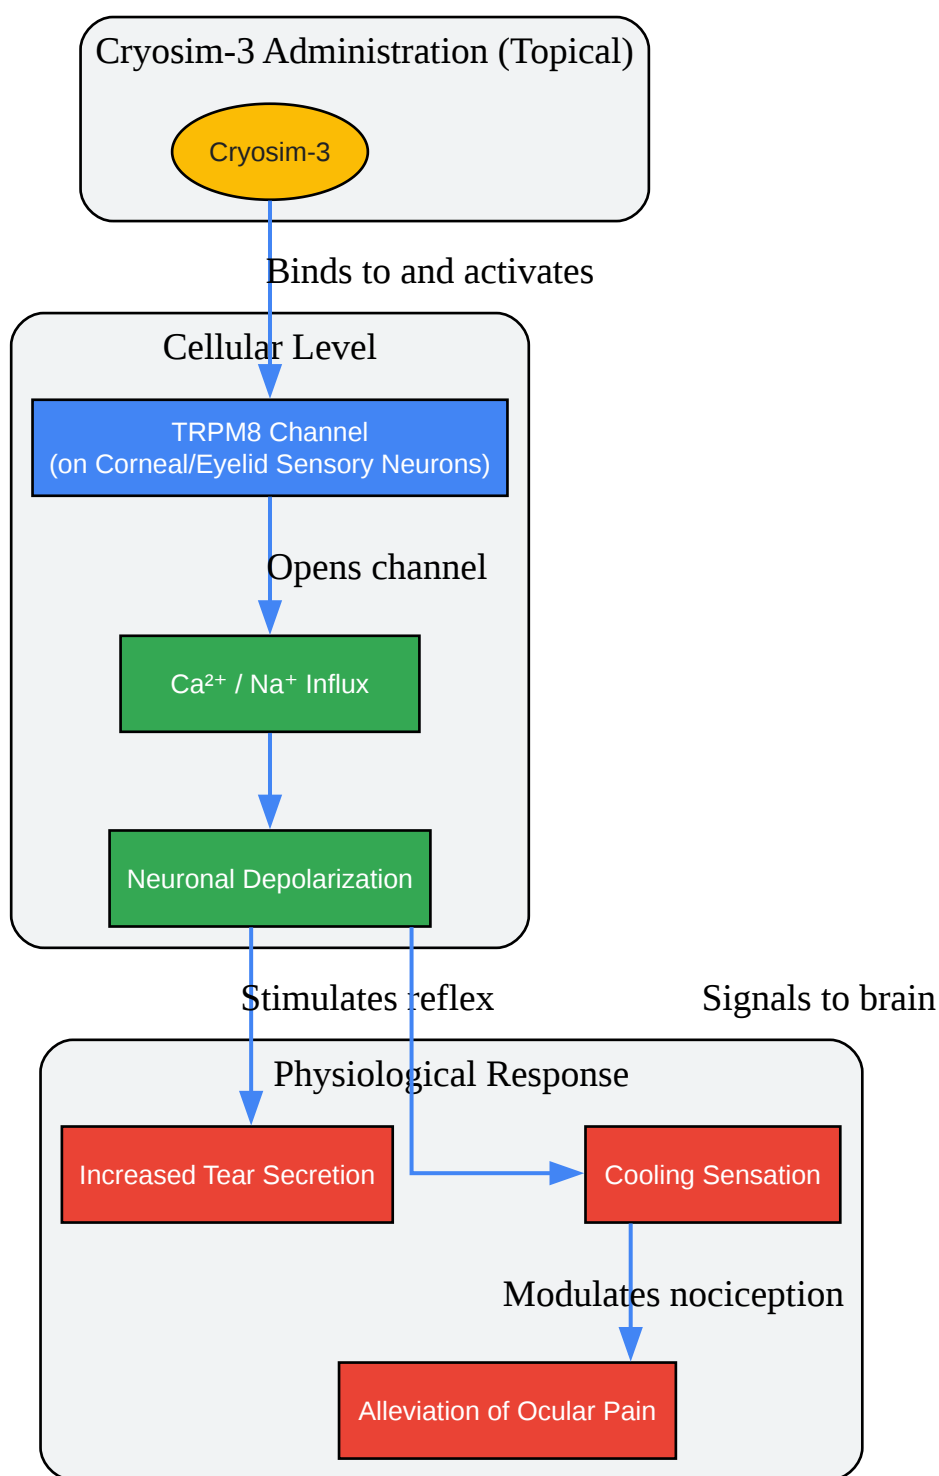 Cryosim-3 Administration (Topical)
Cryosim-3
Binds to and activates
Cellular Level
TRPM8 Channel
(on Corneal/Eyelid Sensory Neurons)
Opens channel
Ca²⁺ / Na⁺ Influx
Neuronal Depolarization
Stimulates reflex
Signals to brain
Physiological Response
Increased Tear Secretion
Cooling Sensation
Modulates nociception
Alleviation of Ocular Pain